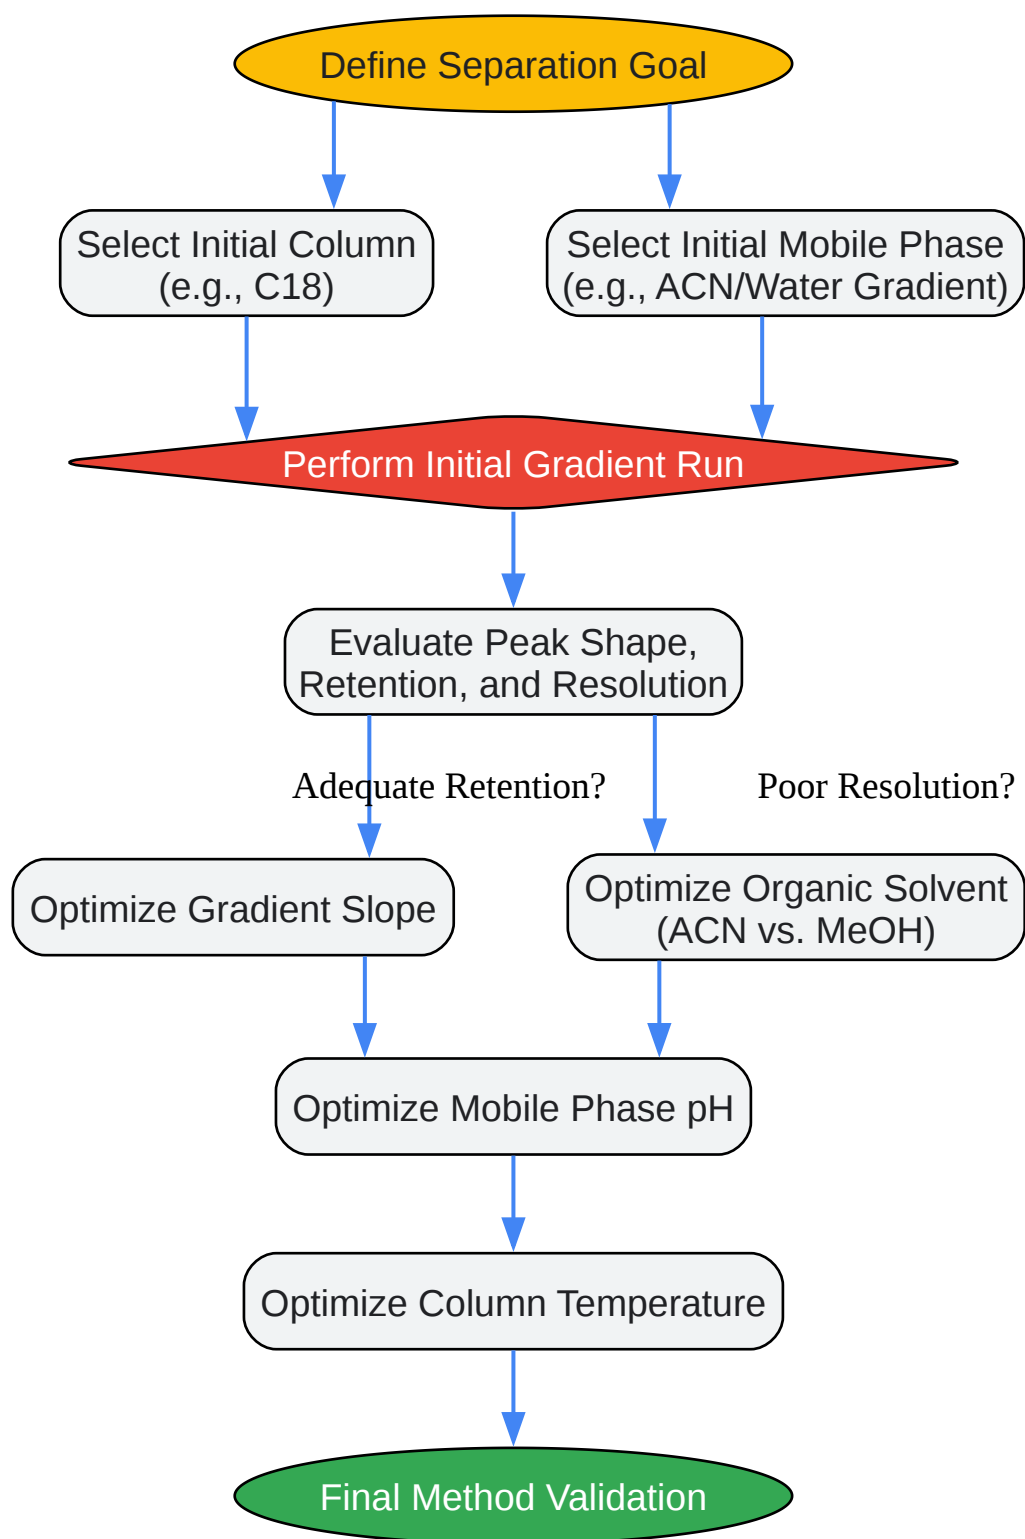 Define Separation Goal
Select Initial Column
(e.g., C18)
Select Initial Mobile Phase
(e.g., ACN/Water Gradient)
Perform Initial Gradient Run
Evaluate Peak Shape,
Retention, and Resolution
Adequate Retention?
Poor Resolution?
Optimize Gradient Slope
Optimize Organic Solvent
(ACN vs. MeOH)
Optimize Mobile Phase pH
Optimize Column Temperature
Final Method Validation